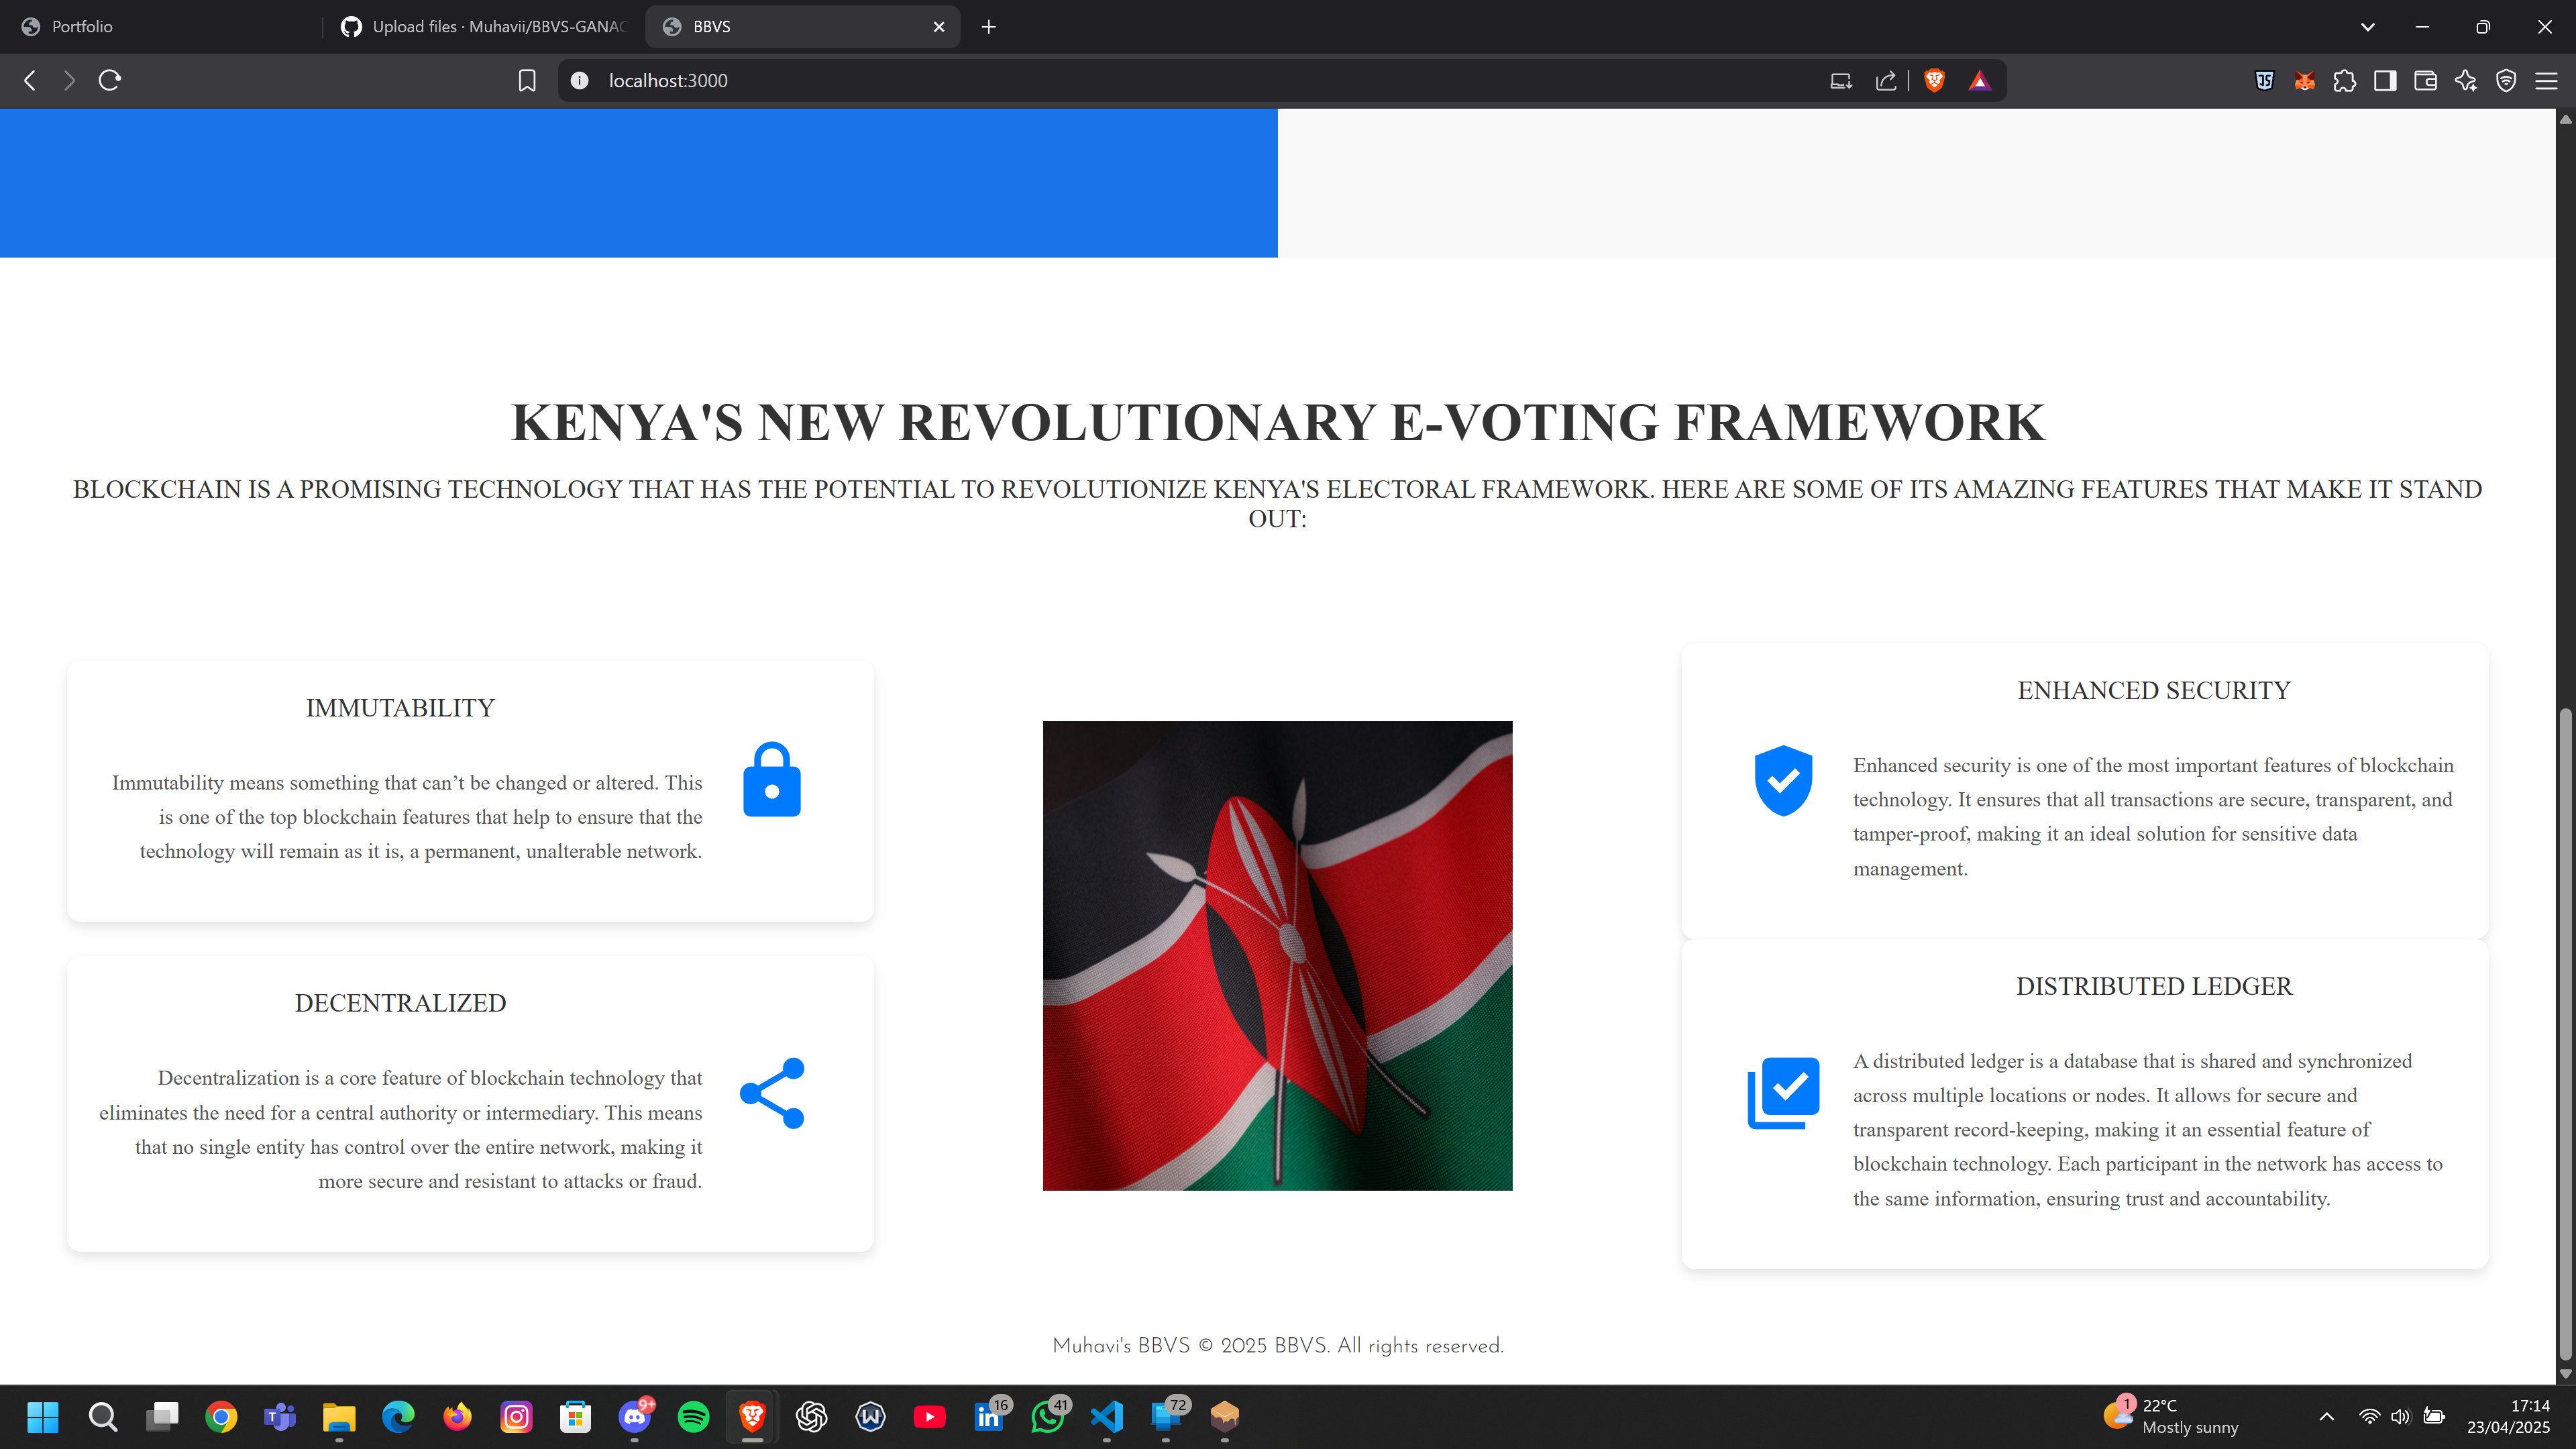 Portfolio
Upload files · Muhavii/BBVS-GANAC
BBVS
localhost:3000
KENYA'S NEW REVOLUTIONARY E-VOTING FRAMEWORK
BLOCKCHAIN IS A PROMISING TECHNOLOGY THAT HAS THE POTENTIAL TO REVOLUTIONIZE KENYA'S ELECTORAL FRAMEWORK. HERE ARE SOME OF ITS AMAZING FEATURES THAT MAKE IT STAND
OUT:
IMMUTABILITY
Immutability means something that can’t be changed or altered. This
is one of the top blockchain features that help to ensure that the
technology will remain as it is, a permanent, unalterable network.
DECENTRALIZED
Decentralization is a core feature of blockchain technology that
eliminates the need for a central authority or intermediary. This means
that no single entity has control over the entire network, making it
more secure and resistant to attacks or fraud.
ENHANCED SECURITY
Enhanced security is one of the most important features of blockchain
technology. It ensures that all transactions are secure, transparent, and
tamper-proof, making it an ideal solution for sensitive data
management.
DISTRIBUTED LEDGER
A distributed ledger is a database that is shared and synchronized
across multiple locations or nodes. It allows for secure and
transparent record-keeping, making it an essential feature of
blockchain technology. Each participant in the network has access to
the same information, ensuring trust and accountability.
Muhavi's BBVS © 2025 BBVS. All rights reserved.
9+
16
41
72
1
22°C
Mostly sunny
17:14
23/04/2025